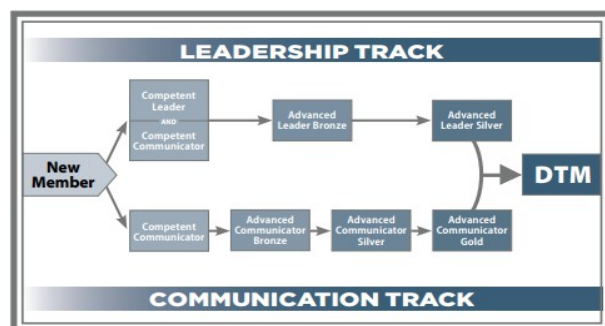 LEADERSHIP TRACK
Competent
Leader
AND
Competent
Communicator
Advanced
Leader Bronze
Advanced
Leader Silver
New
Member
DTM
Competent
Communicator
Advanced
Communicator
Bronze
Advanced
Communicator
Silver
Advanced
Communicator
Gold
COMMUNICATION TRACK